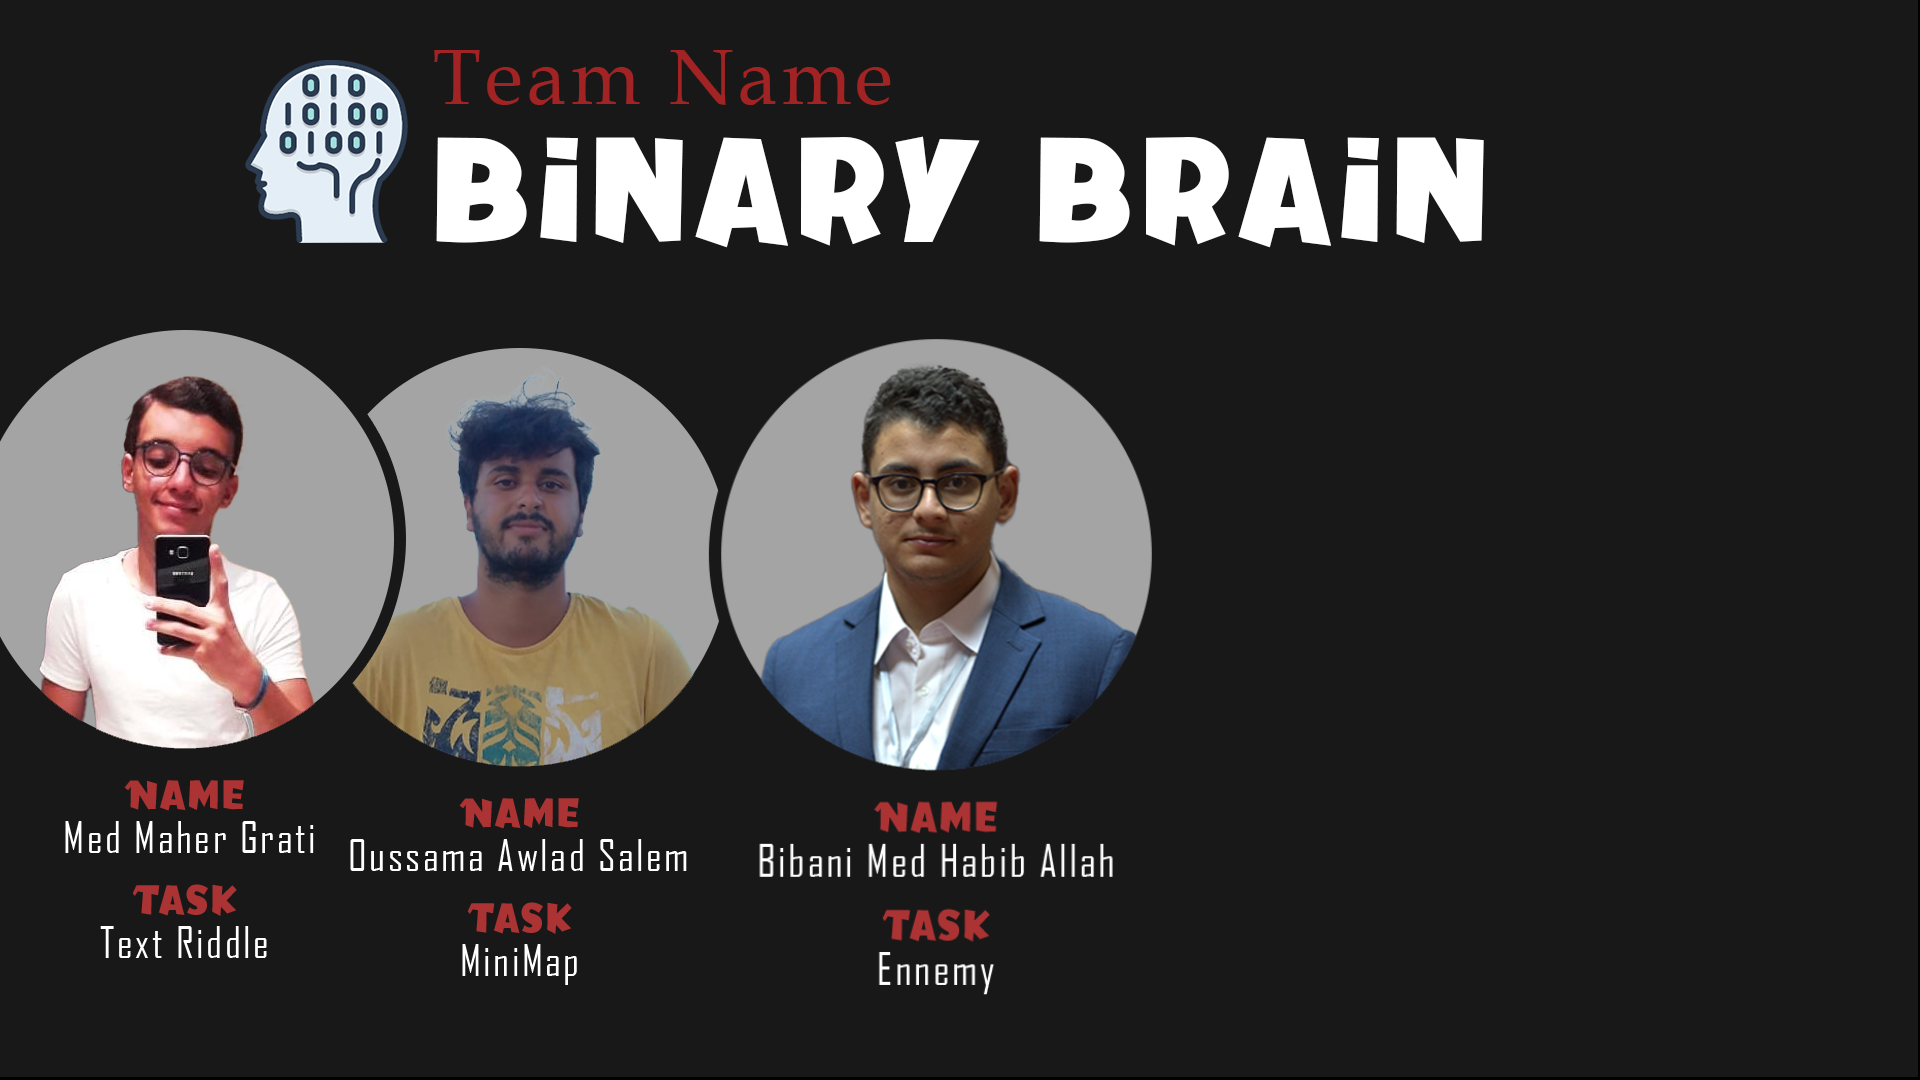 Team Name
BiNARY BRAiN
010
10100
01001
NAME
Med Maher Grati
TASK
Text Riddle
NAME
Oussama Awlad Salem
TASK
MiniMap
NAME
Bibani Med Habib Allah
TASK
Ennemy